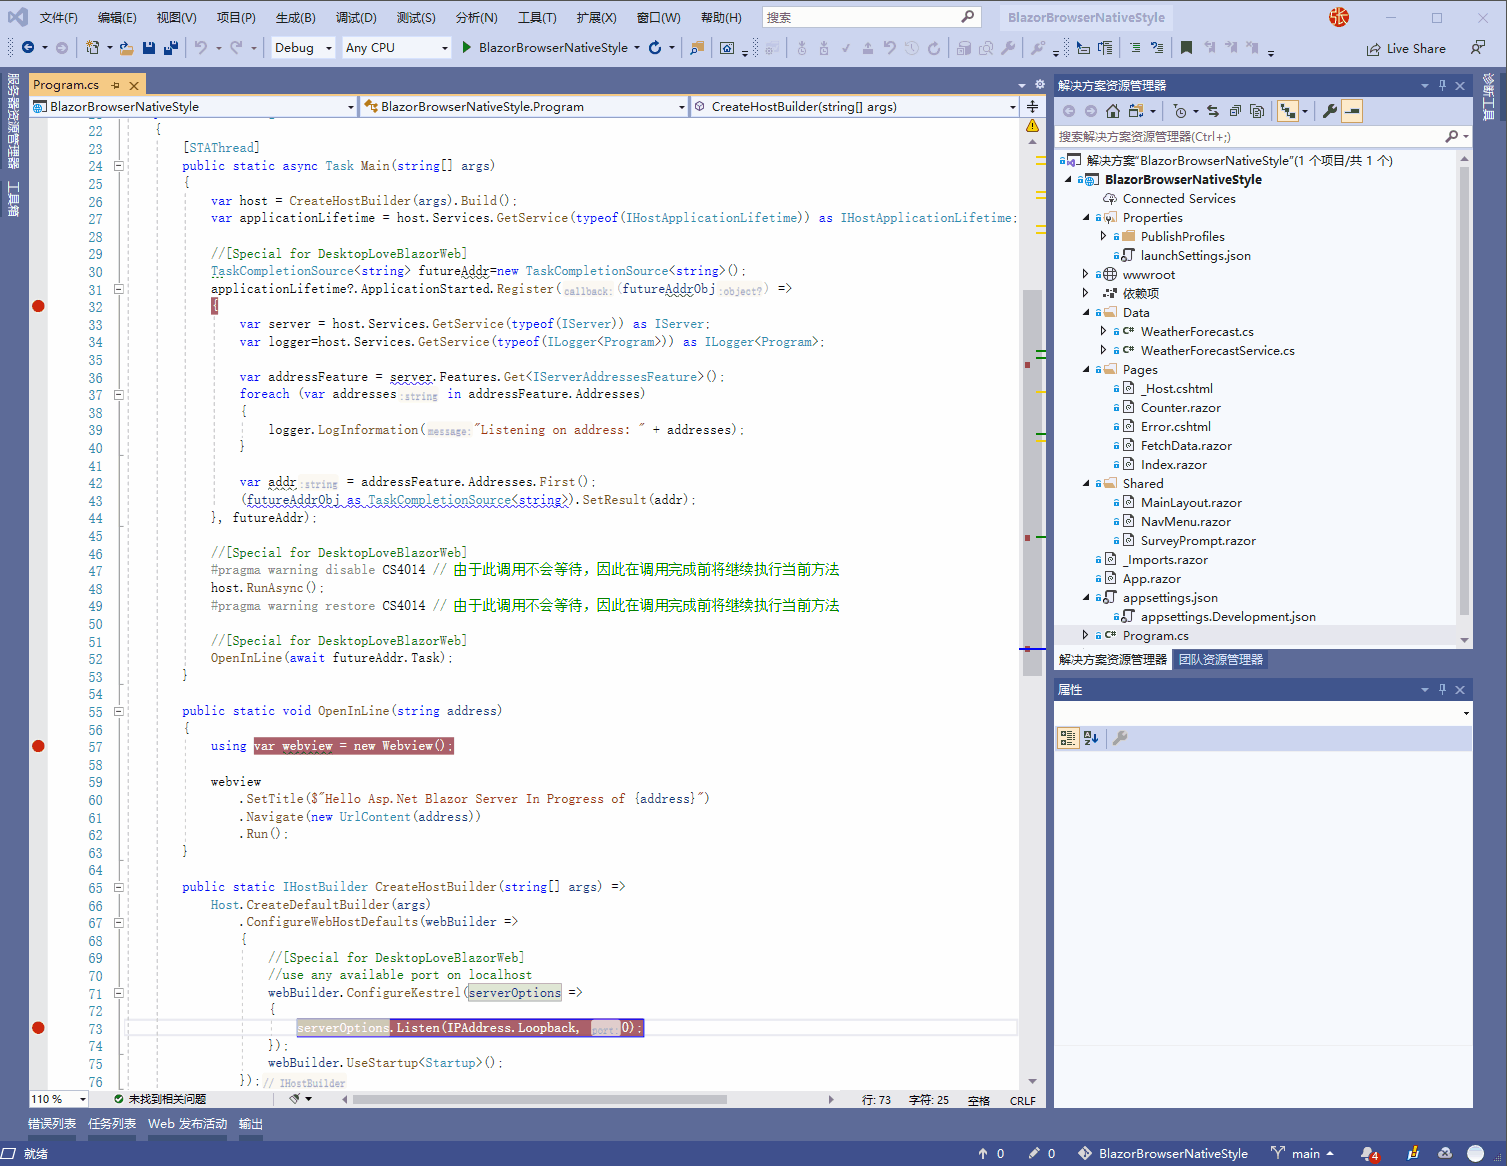 文件(F) 编辑(E) 视图(V) 项目(P) 生成(B) 调试(D) 测试(S) 分析(N) 工具(T) 扩展(X) 窗口(W) 帮助(H) 搜索 BlazorBrowserNativeStyle 张
Debug Any CPU BlazorBrowserNativeStyle Live Share
服务器资源管理器
工具箱
Program.cs
BlazorBrowserNativeStyle BlazorBrowserNativeStyle.Program CreateHostBuilder(string[] args)
22 {
23 [STAThread]
24 public static async Task Main(string[] args)
25 {
26 var host = CreateHostBuilder(args).Build();
27 var applicationLifetime = host.Services.GetService(typeof(IHostApplicationLifetime)) as IHostApplicationLifetime;
28
29 //[Special for DesktopLoveBlazorWeb]
30 TaskCompletionSource<string> futureAddr=new TaskCompletionSource<string>();
31 applicationLifetime?.ApplicationStarted.Register(callback: (futureAddrObj:object?) =>
32 {
33 var server = host.Services.GetService(typeof(IServer)) as IServer;
34 var logger=host.Services.GetService(typeof(ILogger<Program>)) as ILogger<Program>;
35
36 var addressFeature = server.Features.Get<IServerAddressesFeature>();
37 foreach (var addresses:string in addressFeature.Addresses)
38 {
39 logger.LogInformation(message: "Listening on address: " + addresses);
40 }
41
42 var addr:string = addressFeature.Addresses.First();
43 (futureAddrObj as TaskCompletionSource<string>).SetResult(addr);
44 }, futureAddr);
45
46 //[Special for DesktopLoveBlazorWeb]
47 #pragma warning disable CS4014 // 由于此调用不会等待，因此在调用完成前将继续执行当前方法
48 host.RunAsync();
49 #pragma warning restore CS4014 // 由于此调用不会等待，因此在调用完成前将继续执行当前方法
50
51 //[Special for DesktopLoveBlazorWeb]
52 OpenInLine(await futureAddr.Task);
53 }
54
55 public static void OpenInLine(string address)
56 {
57 using var webview = new Webview();
58
59 webview
60 .SetTitle($"Hello Asp.Net Blazor Server In Progress of {address}")
61 .Navigate(new UrlContent(address))
62 .Run();
63 }
64
65 public static IHostBuilder CreateHostBuilder(string[] args) =>
66 Host.CreateDefaultBuilder(args)
67 .ConfigureWebHostDefaults(webBuilder =>
68 {
69 //[Special for DesktopLoveBlazorWeb]
70 //use any available port on localhost
71 webBuilder.ConfigureKestrel(serverOptions =>
72 {
73 serverOptions.Listen(IPAddress.Loopback, port:0);
74 });
75 webBuilder.UseStartup<Startup>();
76 }); // IHostBuilder
110 % 未找到相关问题 行: 73 字符: 25 空格 CRLF
解决方案资源管理器
搜索解决方案资源管理器(Ctrl+;)
解决方案"BlazorBrowserNativeStyle"(1 个项目/共 1 个)
BlazorBrowserNativeStyle
Connected Services
Properties
PublishProfiles
launchSettings.json
wwwroot
依赖项
Data
C# WeatherForecast.cs
C# WeatherForecastService.cs
Pages
_Host.cshtml
Counter.razor
Error.cshtml
FetchData.razor
Index.razor
Shared
MainLayout.razor
NavMenu.razor
SurveyPrompt.razor
_Imports.razor
App.razor
appsettings.json
appsettings.Development.json
C# Program.cs
解决方案资源管理器 团队资源管理器
属性
诊断工具
错误列表 任务列表 Web 发布活动 输出
就绪 0 0 BlazorBrowserNativeStyle main 4